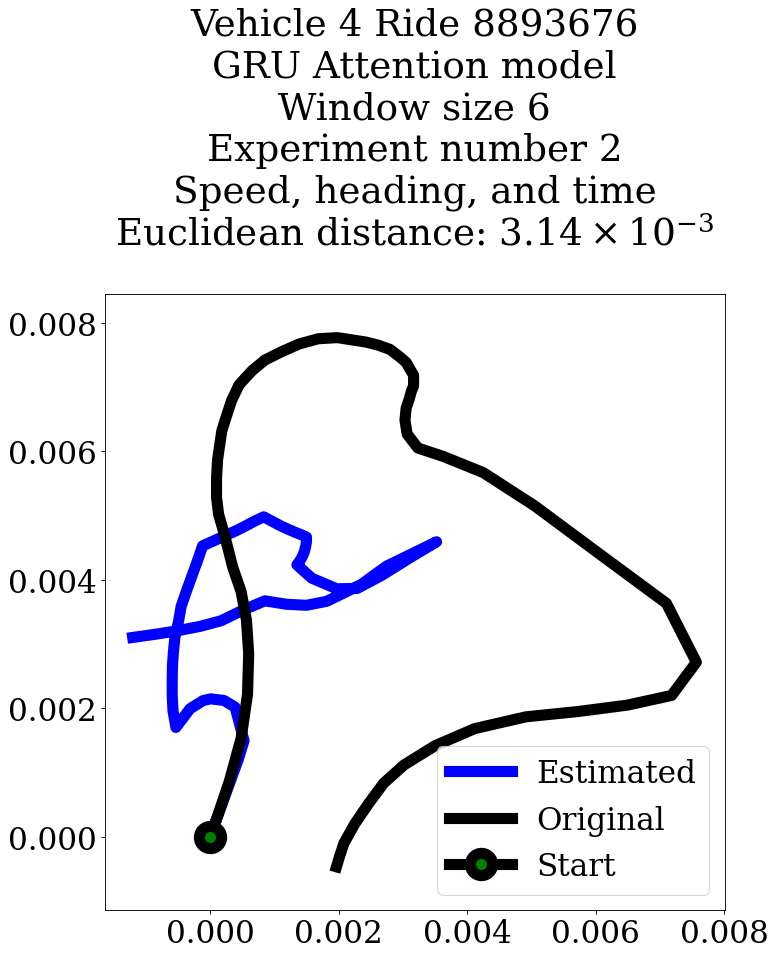 Vehicle 4 Ride 8893676
GRU Attention model
Window size 6
Experiment number 2
Speed, heading, and time
Euclidean distance: 3.14 × 10⁻³
0.008
0.006
0.004
0.002
0.000
Estimated
Original
Start
0.000 0.002 0.004 0.006 0.008